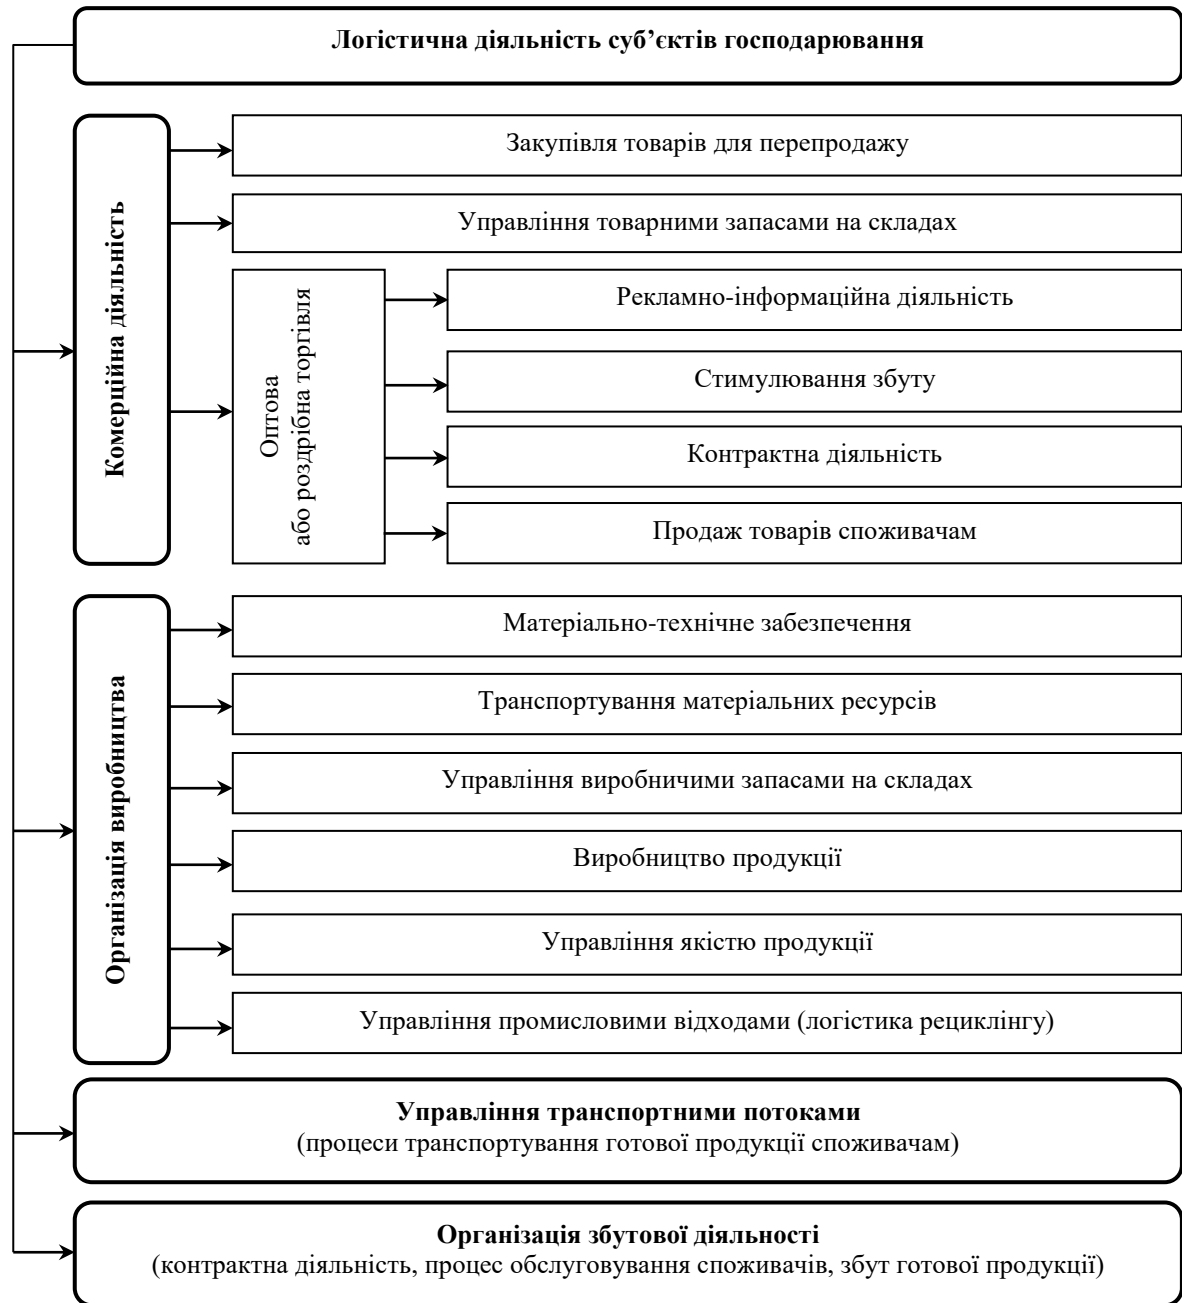 Логістична діяльність суб’єктів господарювання
Комерційна діяльність
Закупівля товарів для перепродажу
Управління товарними запасами на складах
Оптова
або роздрібна торгівля
Рекламно-інформаційна діяльність
Стимулювання збуту
Контрактна діяльність
Продаж товарів споживачам
Організація виробництва
Матеріально-технічне забезпечення
Транспортування матеріальних ресурсів
Управління виробничими запасами на складах
Виробництво продукції
Управління якістю продукції
Управління промисловими відходами (логістика рециклінгу)
Управління транспортними потоками
(процеси транспортування готової продукції споживачам)
Організація збутової діяльності
(контрактна діяльність, процес обслуговування споживачів, збут готової продукції)